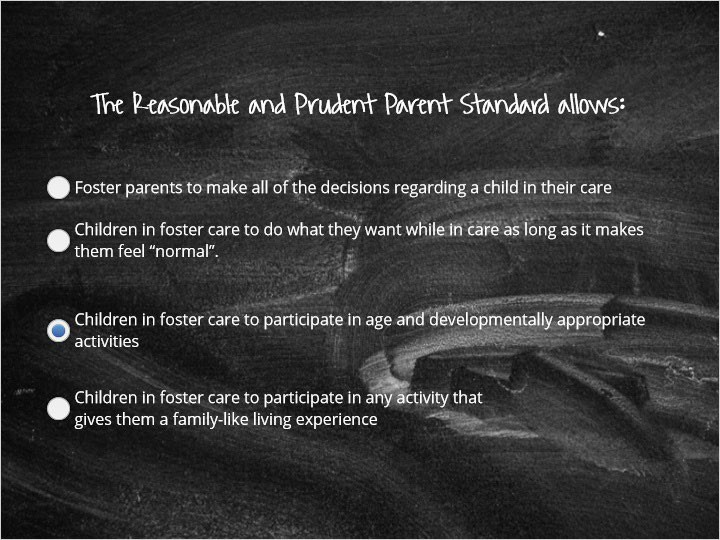 The Reasonable and Prudent Parent Standard allows:
Foster parents to make all of the decisions regarding a child in their care
Children in foster care to do what they want while in care as long as it makes
them feel “normal”.
Children in foster care to participate in age and developmentally appropriate
activities
Children in foster care to participate in any activity that
gives them a family-like living experience